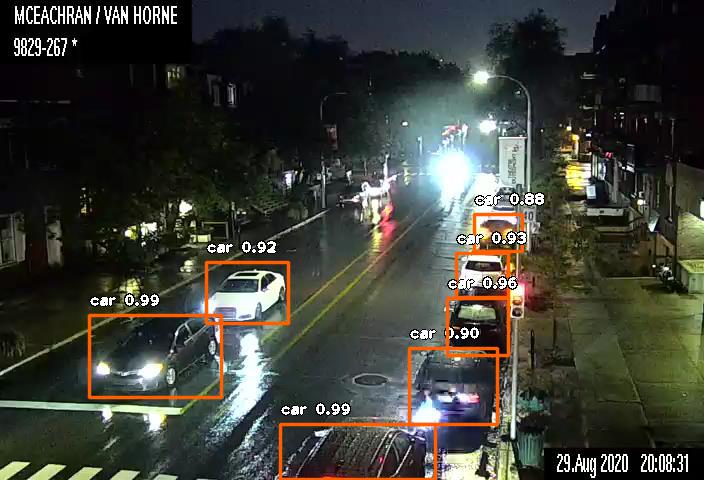 MCEACHRAN / VAN HORNE
9829-267 *
car 0.88
car 0.93
car 0.92
car 0.96
car 0.99
car 0.90
car 0.99
29.Aug 2020 20:08:31